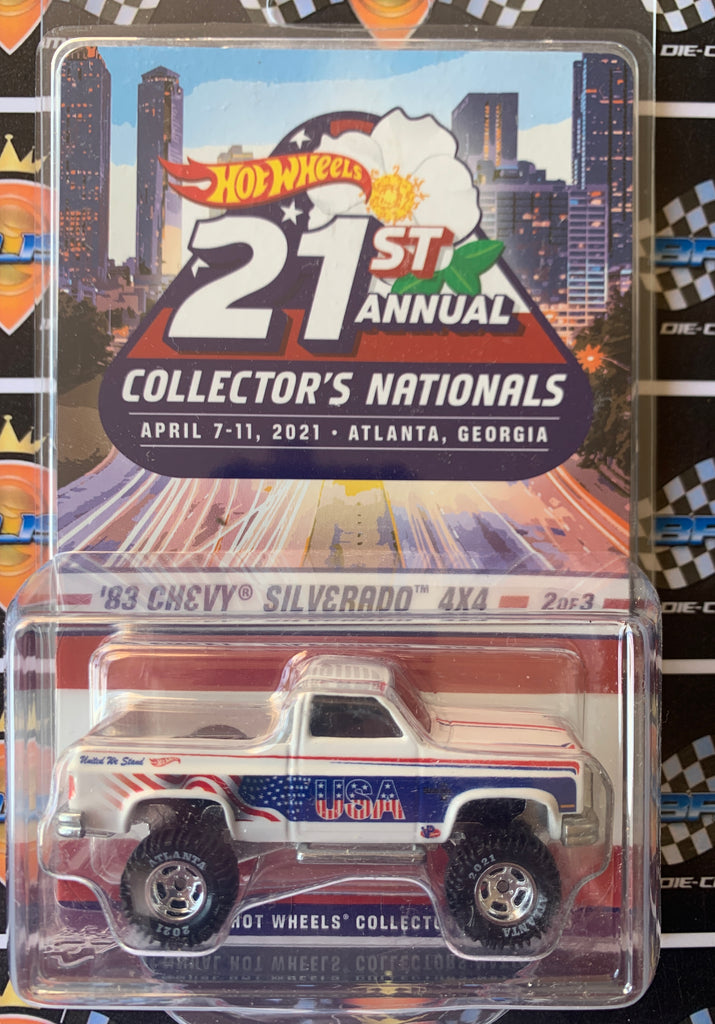 HOT WHEELS
21ST
ANNUAL
COLLECTOR'S NATIONALS
APRIL 7-11, 2021 • ATLANTA, GEORGIA
'83 CHEVY® SILVERADO™ 4X4 2 OF 3
United We Stand
USA
ATLANTA
2021
2021
ATLANTA
HOT WHEELS®
DIE-C
DIE-C
DIE-C
DIE-C